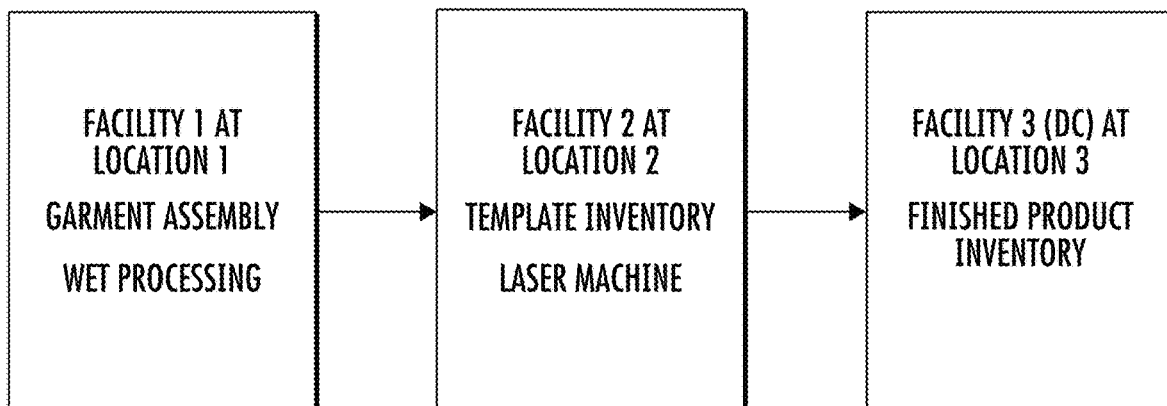 FACILITY 1 AT
LOCATION 1
GARMENT ASSEMBLY
WET PROCESSING
FACILITY 2 AT
LOCATION 2
TEMPLATE INVENTORY
LASER MACHINE
FACILITY 3 (DC) AT
LOCATION 3
FINISHED PRODUCT
INVENTORY